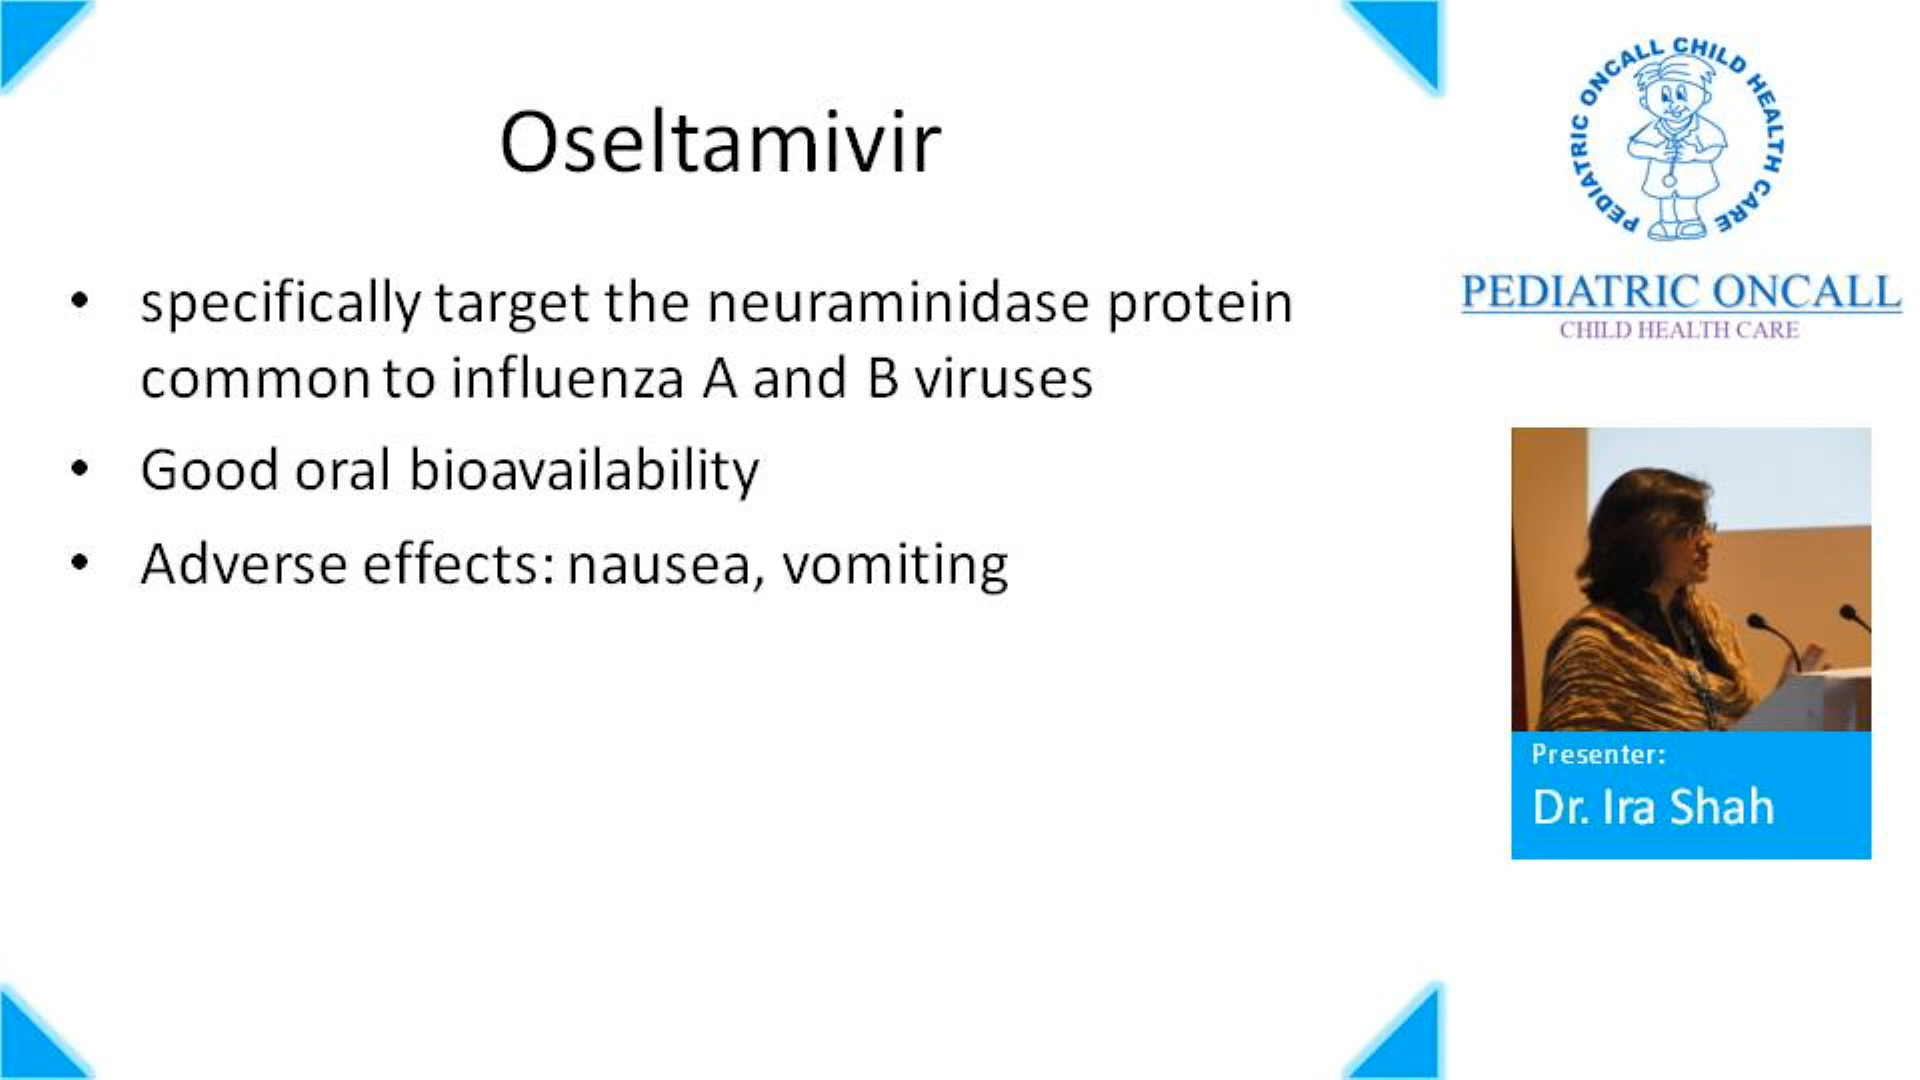 Oseltamivir
• specifically target the neuraminidase protein
common to influenza A and B viruses
• Good oral bioavailability
• Adverse effects: nausea, vomiting
PEDIATRIC ONCALL CHILD HEALTH CARE
PEDIATRIC ONCALL
CHILD HEALTH CARE
Presenter:
Dr. Ira Shah